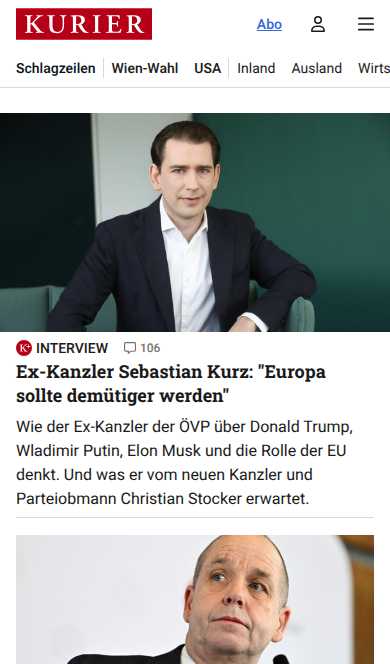 KURIER
Abo
Schlagzeilen Wien-Wahl USA Inland Ausland Wirts
K+ INTERVIEW 106
Ex-Kanzler Sebastian Kurz: "Europa
sollte demütiger werden"
Wie der Ex-Kanzler der ÖVP über Donald Trump,
Wladimir Putin, Elon Musk und die Rolle der EU
denkt. Und was er vom neuen Kanzler und
Parteiobmann Christian Stocker erwartet.